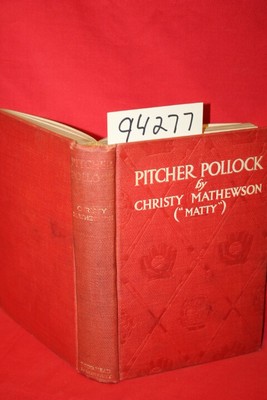 94277
PITCHER POLLOCK
by
CHRISTY MATHEWSON
("MATTY")
PITCHER
POLLOCK